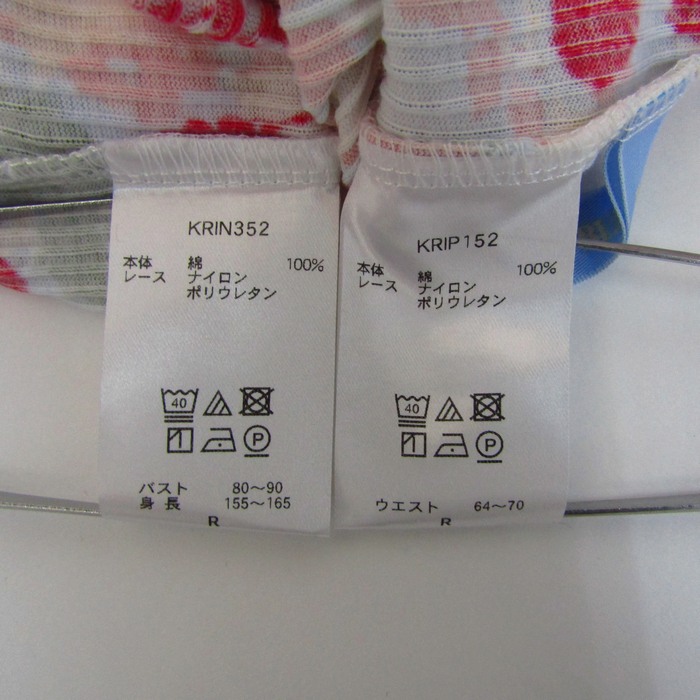 KRIN352
本体 綿 100%
レース ナイロン
ポリウレタン
40
P
バスト 80〜90
身長 155〜165
R
KRIP152
本体 綿 100%
レース ナイロン
ポリウレタン
40
P
ウエスト 64〜70
R